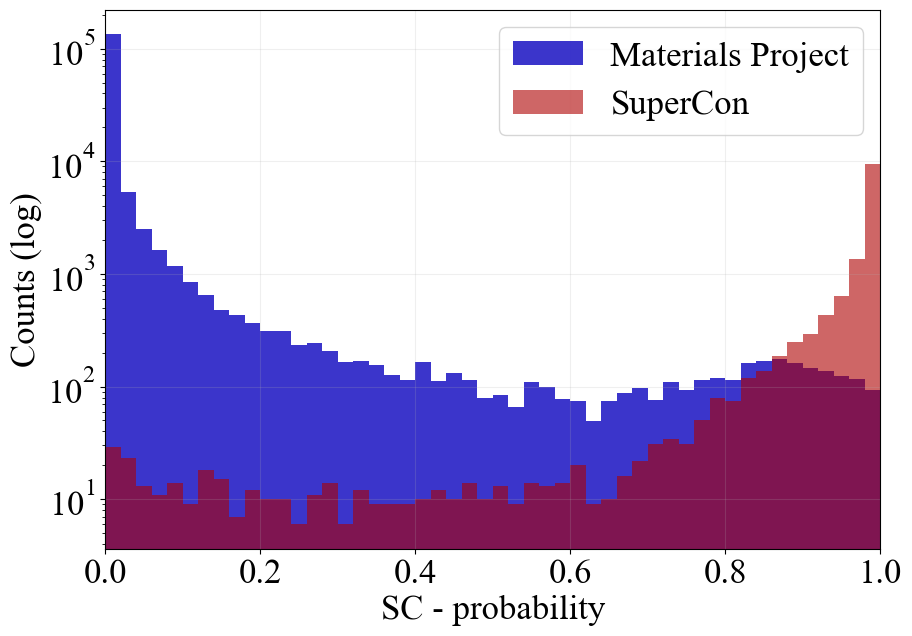 Materials Project
SuperCon
10^5
10^4
10^3
10^2
10^1
Counts (log)
0.0 0.2 0.4 0.6 0.8 1.0
SC - probability